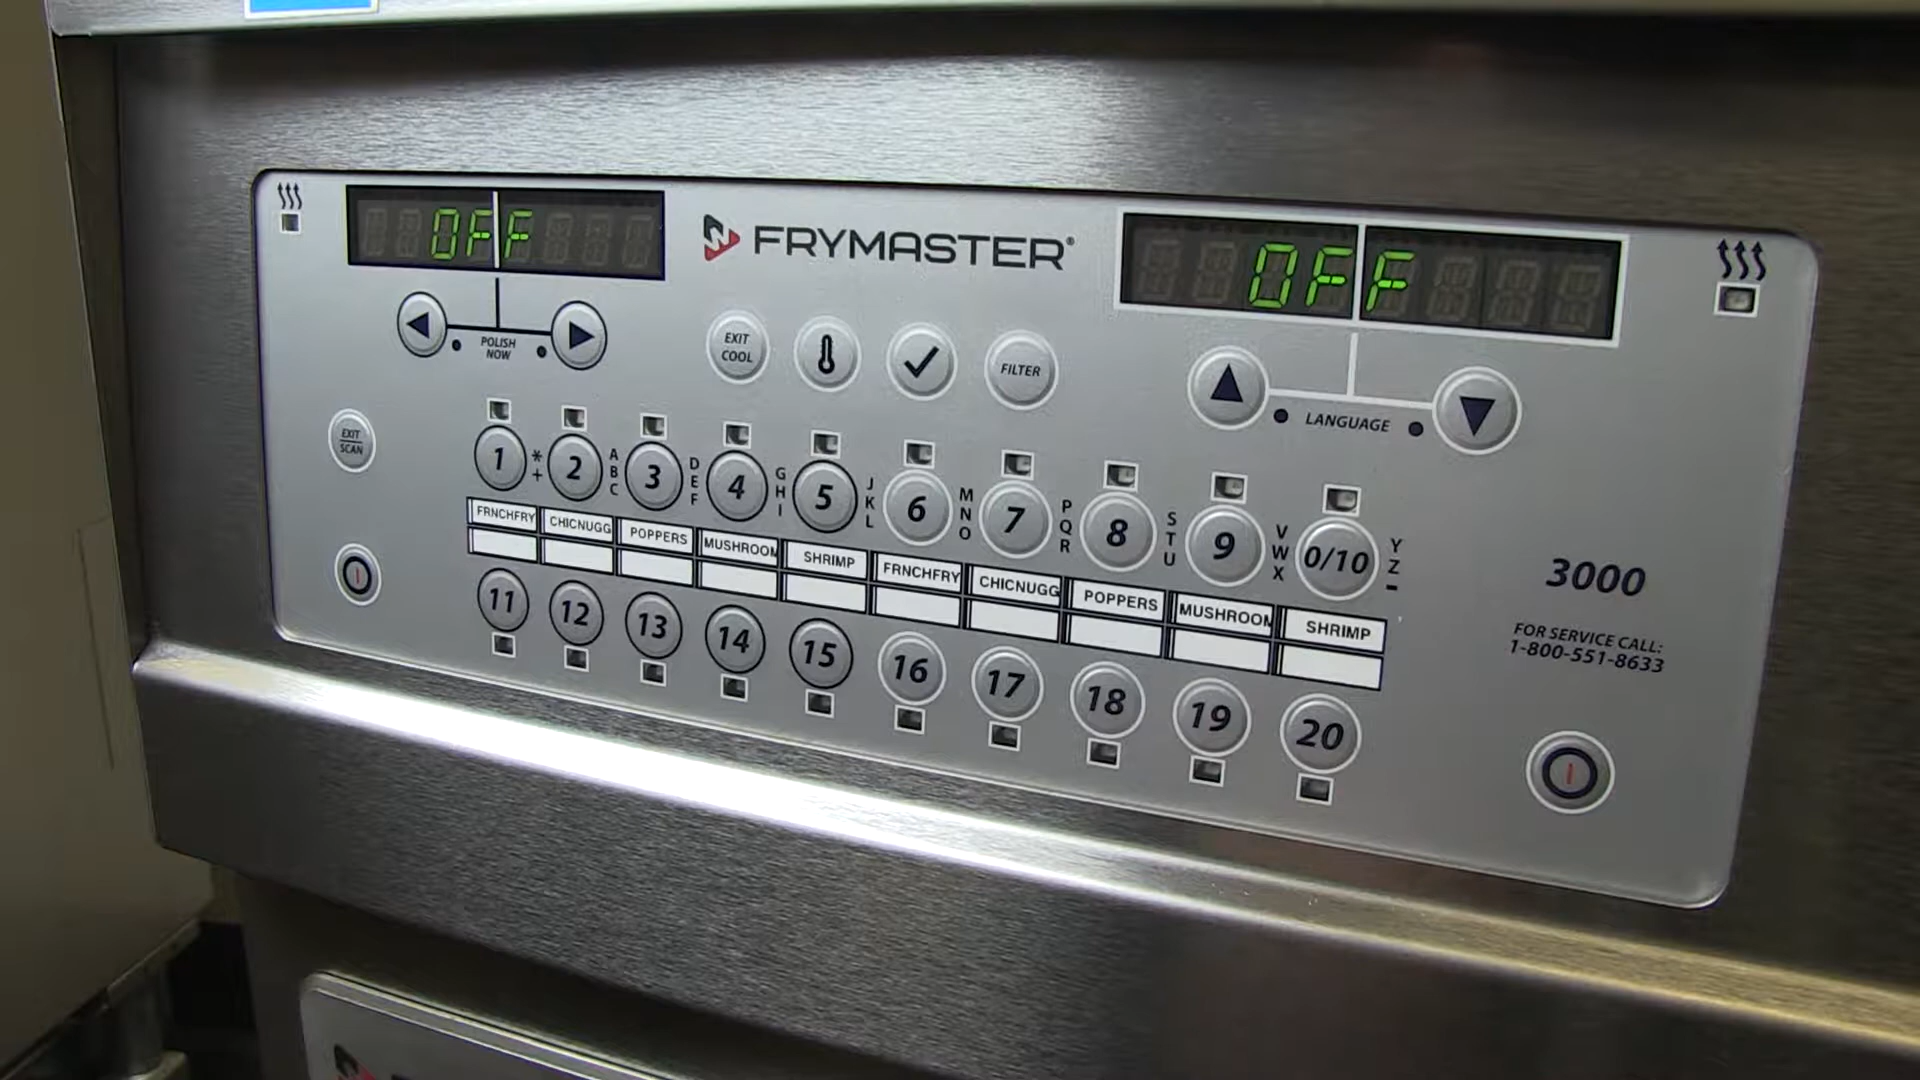 OFF
FRYMASTER®
OFF
POLISH
NOW
EXIT
COOL
FILTER
LANGUAGE
EXIT
SCAN
1 * + 2 A B C 3 D E F 4 G H I 5 J K L 6 M N O 7 P Q R 8 S T U 9 V W X 0/10 Y Z -
FRNCHFRY CHICNUGG POPPERS MUSHROOM SHRIMP FRNCHFRY CHICNUGG POPPERS MUSHROOM SHRIMP
11 12 13 14 15 16 17 18 19 20
3000
FOR SERVICE CALL:
1-800-551-8633